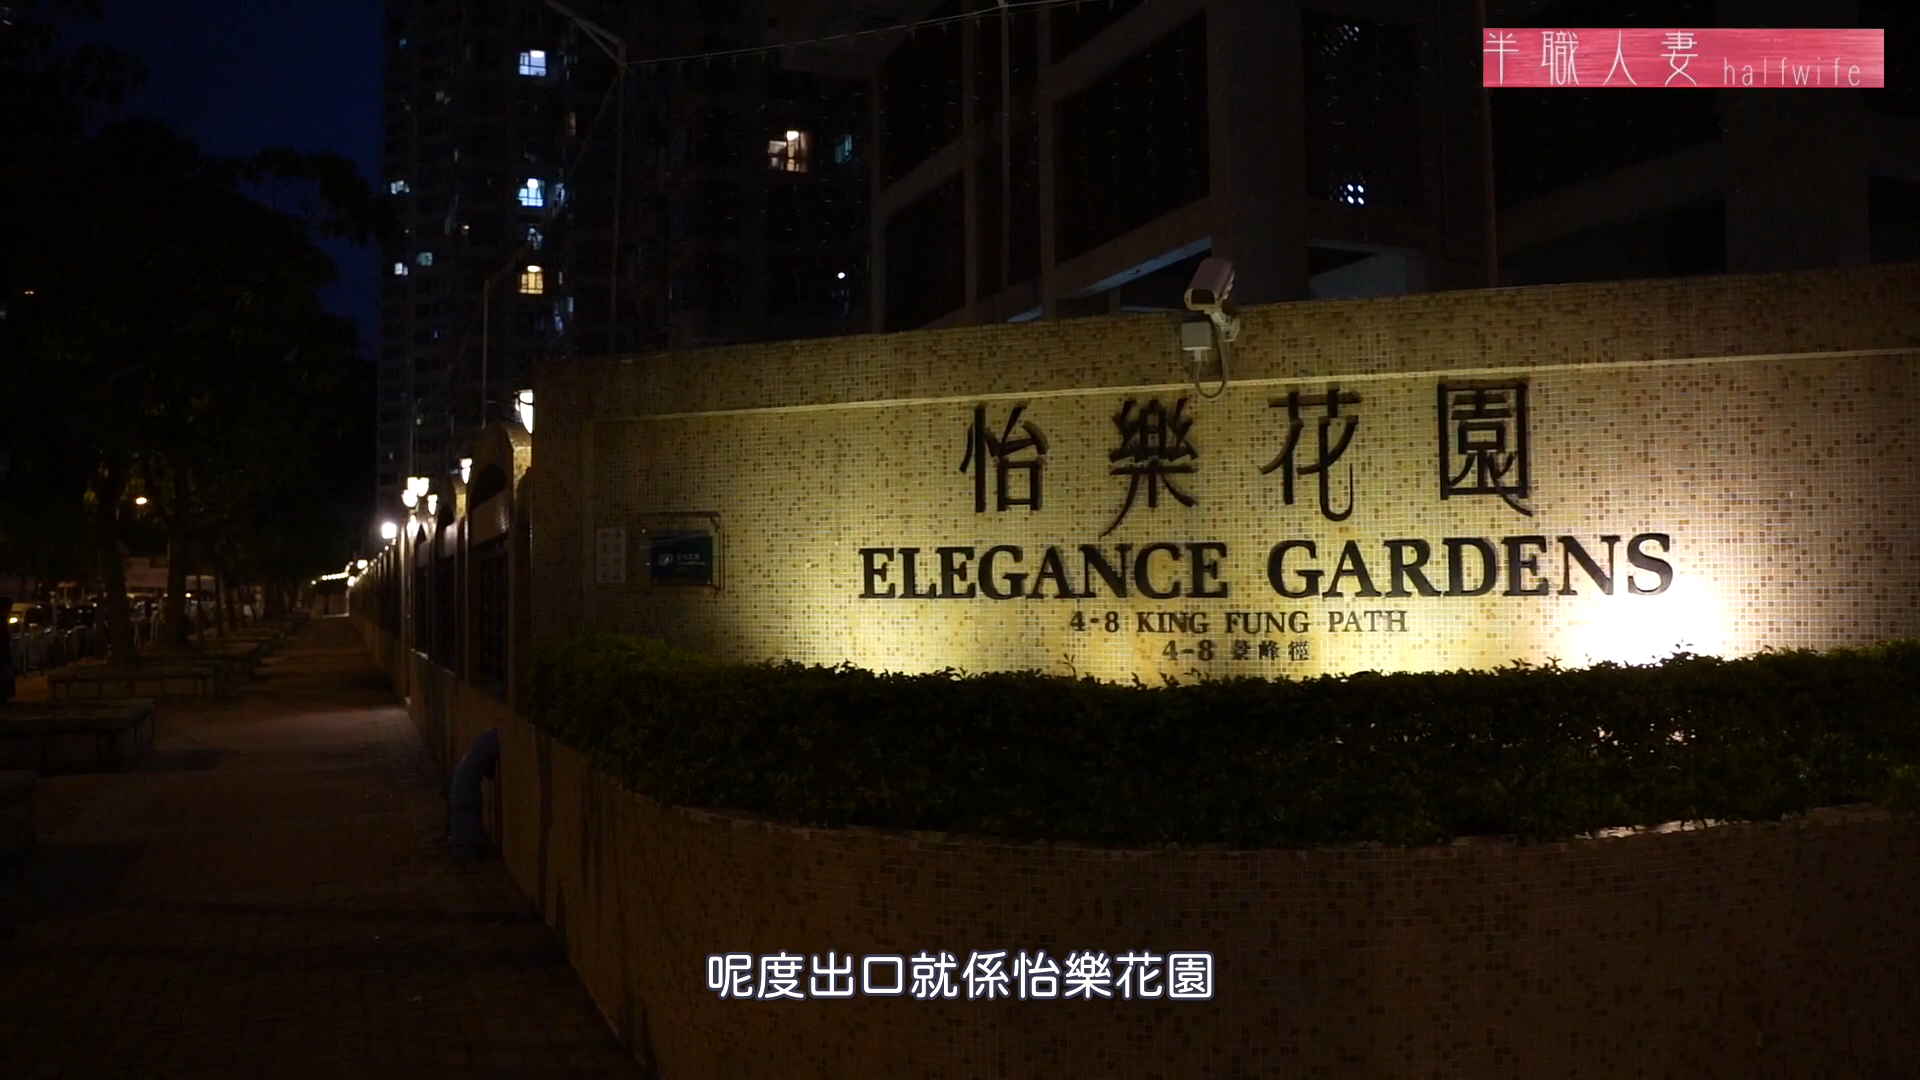 半職人妻 halfwife
怡樂花園
ELEGANCE GARDENS
4-8 KING FUNG PATH
4-8 景峰徑
呢度出口就係怡樂花園